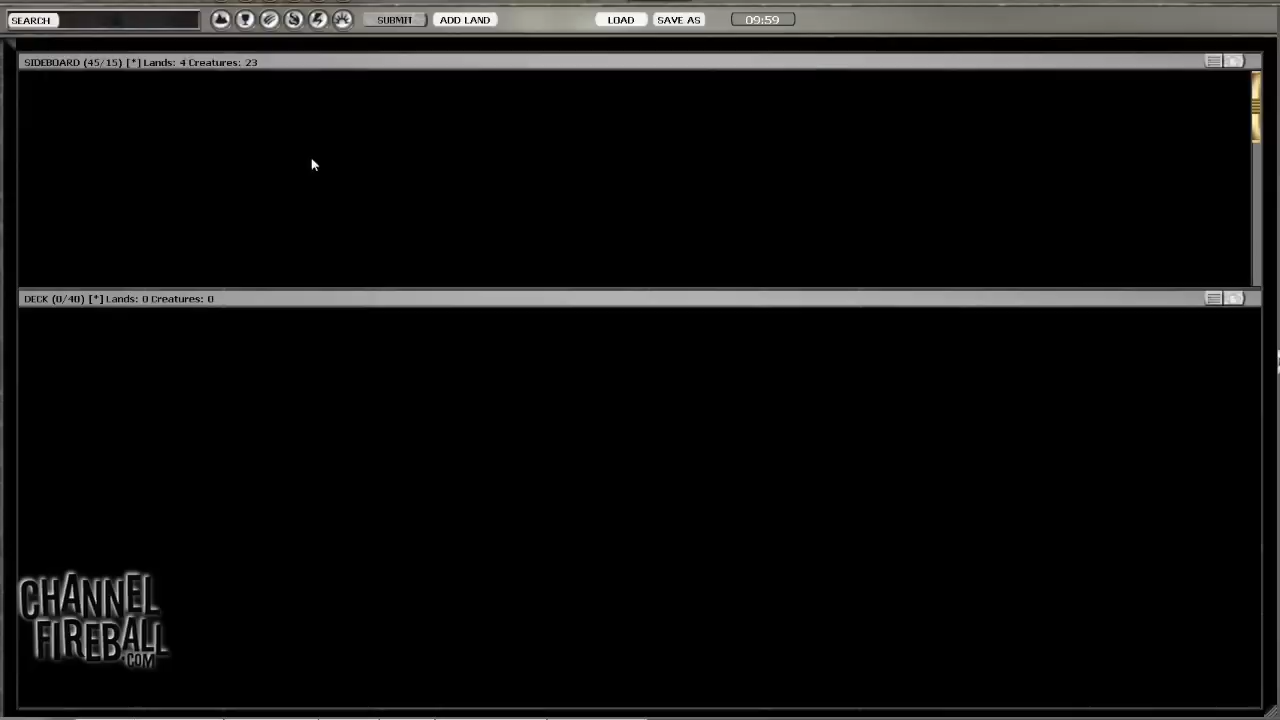 SEARCH
SUBMIT
ADD LAND
LOAD
SAVE AS
09:59
SIDEBOARD (45/15) [*] Lands: 4 Creatures: 23
DECK (0/40) [*] Lands: 0 Creatures: 0
CHANNEL
FIREBALL
.COM